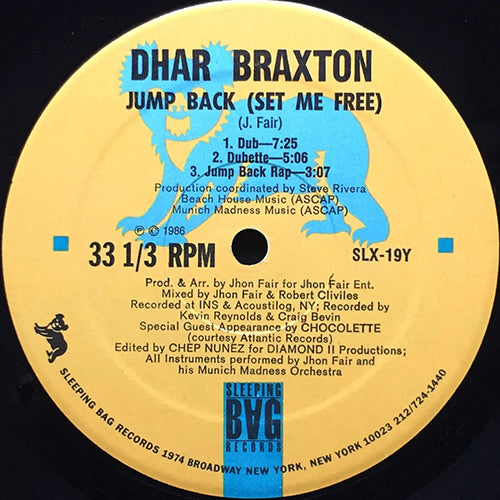 DHAR BRAXTON
JUMP BACK (SET ME FREE)
(J. Fair)
1. Dub—7:25
2. Dubette—5:06
3. Jump Back Rap—3:07
Production coordinated by Steve Rivera
Beach House Music (ASCAP)
Munich Madness Music (ASCAP)
℗ © 1986
33 1/3 RPM
SLX-19Y
Prod. & Arr. by Jhon Fair for Jhon Fair Ent.
Mixed by Jhon Fair & Robert Cliviles
Recorded at INS & Acoustilog, NY; Recorded by
Kevin Reynolds & Craig Bevin
Special Guest Appearance by CHOCOLETTE
(courtesy Atlantic Records)
Edited by CHEP NUNEZ for DIAMOND II Productions;
All Instruments performed by Jhon Fair and
his Munich Madness Orchestra
SLEEPING
BAG
RECORDS
SLEEPING BAG RECORDS 1974 BROADWAY NEW YORK, NEW YORK 10023 212/724-1440